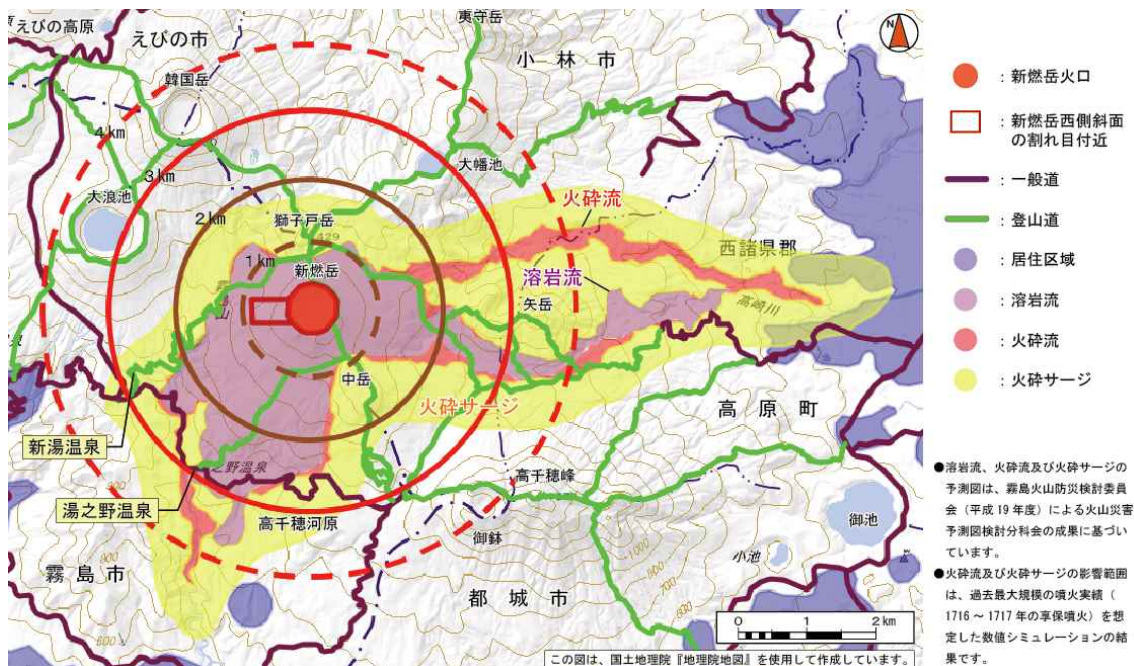 えびの高原
えびの市
夷守岳
小林市
韓国岳
4km
3km
大幡池
大浪池
2km
獅子戸岳
火砕流
西諸県郡
1km
新燃岳
溶岩流
矢岳
高崎川
中岳
火砕サージ
高原町
新湯温泉
湯之野温泉
高千穂峰
高千穂河原
御鉢
御池
小池
霧島市
都城市
0 1 2 km
この図は、国土地理院『地理院地図』を使用して作成しています。
N
:新燃岳火口
:新燃岳西側斜面
の割れ目付近
:一般道
:登山道
:居住区域
:溶岩流
:火砕流
:火砕サージ
●溶岩流、火砕流及び火砕サージの
予測図は、霧島火山防災検討委員
会(平成19年度)による火山災害
予測図検討分科会の成果に基づい
ています。
●火砕流及び火砕サージの影響範囲
は、過去最大規模の噴火実績(
1716~1717年の享保噴火)を想
定した数値シミュレーションの結
果です。